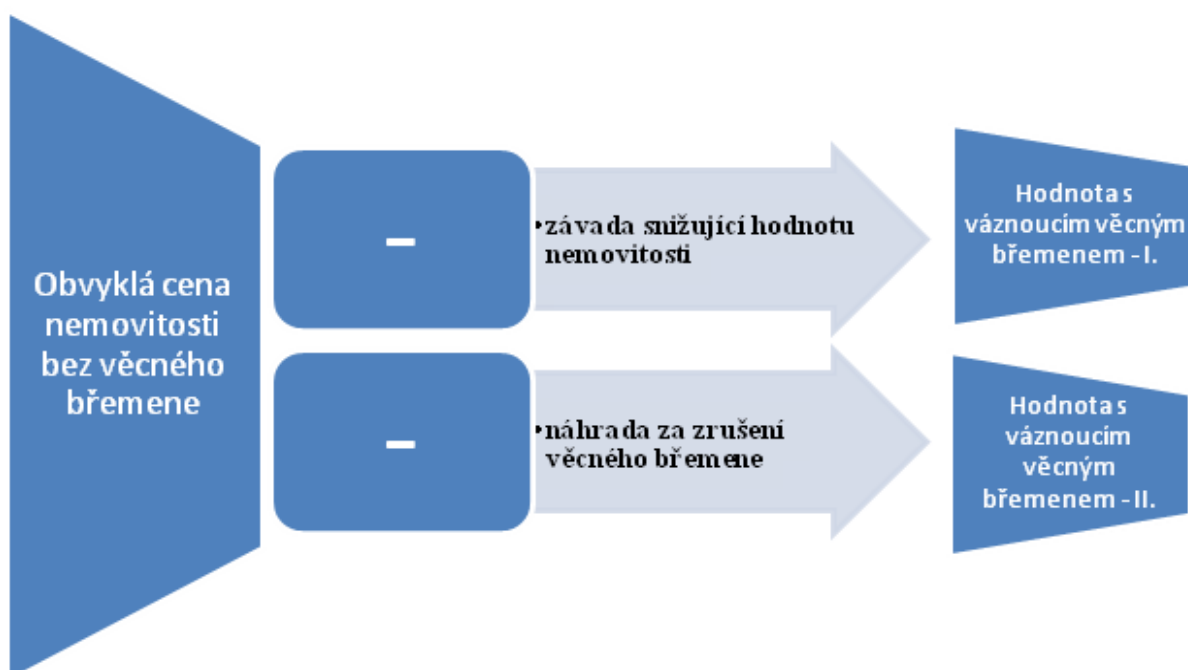 Obvyklá cena
nemovitosti
bez věcného
břemene
–
•závada snižující hodnotu
nemovitosti
Hodnota s
váznoucím věcným
břemenem - I.
–
•náhrada za zrušení
věcného břemene
Hodnota s
váznoucím
věcným
břemenem - II.